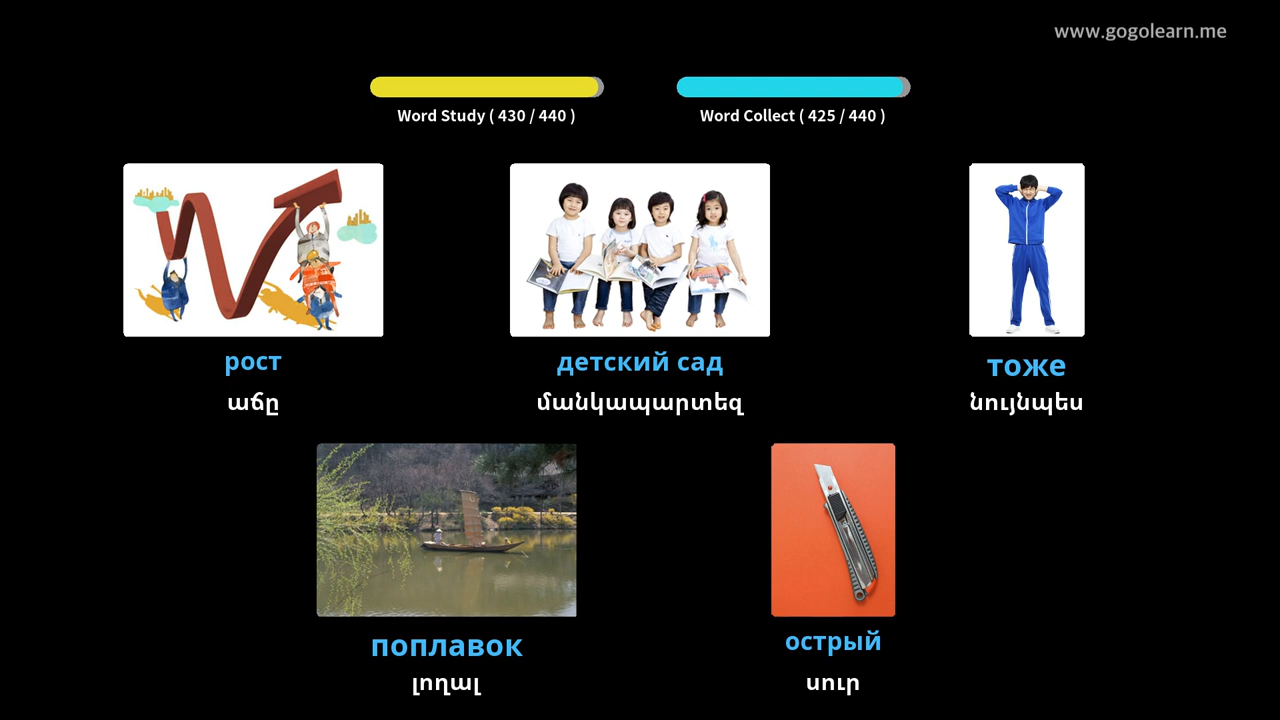 www.gogolearn.me
Word Study ( 430 / 440 )
Word Collect ( 425 / 440 )
рост
աճը
детский сад
մանկապարտեզ
тоже
նույնպես
поплавок
լողալ
острый
սուր